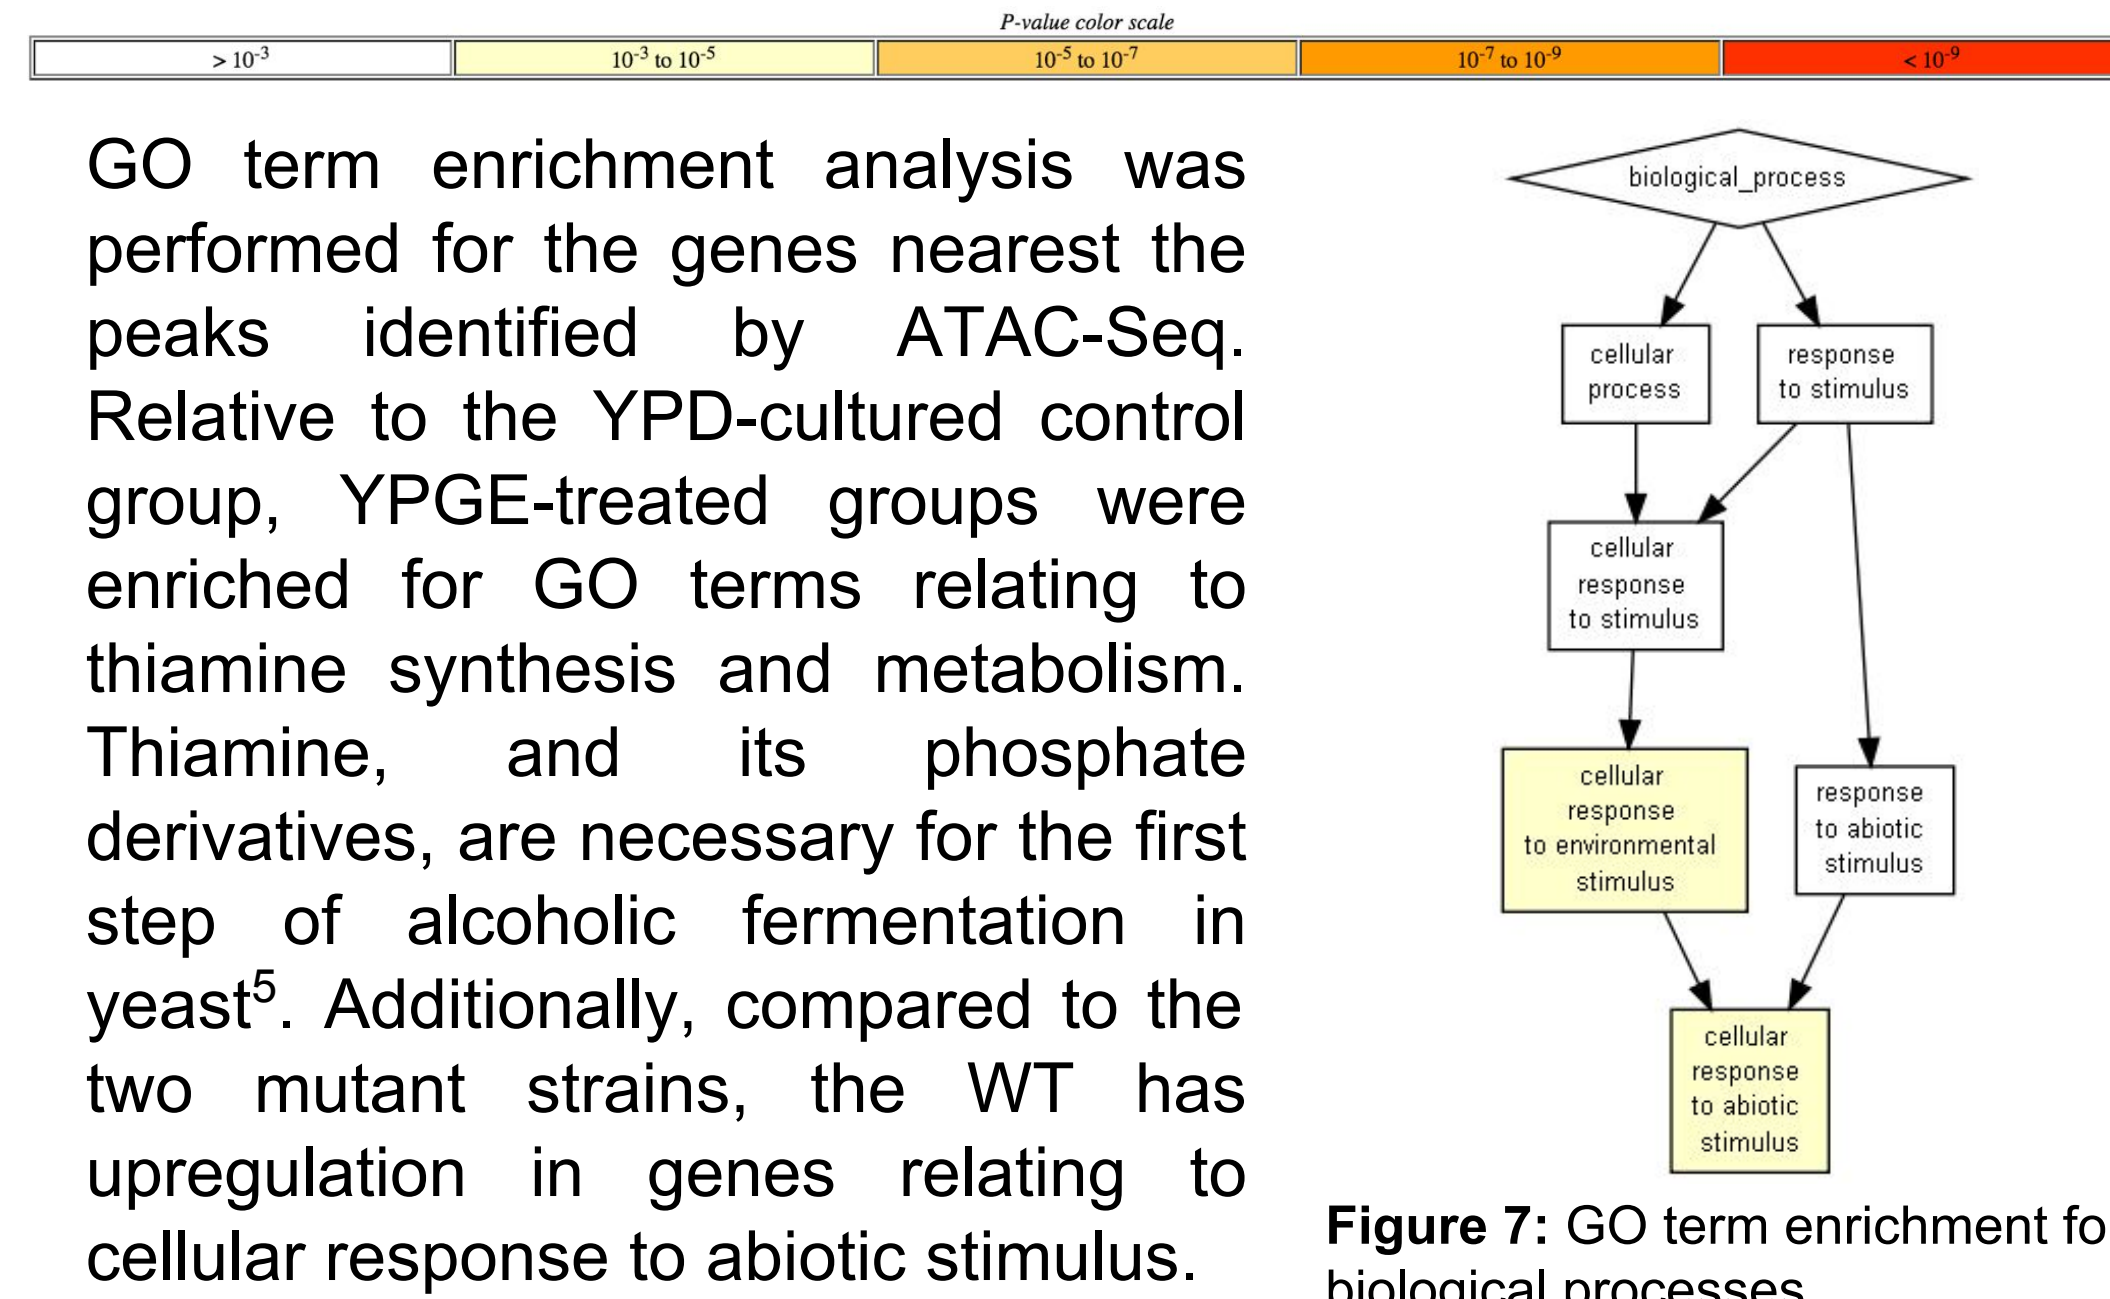 P-value color scale
> 10⁻³ 10⁻³ to 10⁻⁵ 10⁻⁵ to 10⁻⁷ 10⁻⁷ to 10⁻⁹ < 10⁻⁹
GO term enrichment analysis was
performed for the genes nearest the
peaks identified by ATAC-Seq.
Relative to the YPD-cultured control
group, YPGE-treated groups were
enriched for GO terms relating to
thiamine synthesis and metabolism.
Thiamine, and its phosphate
derivatives, are necessary for the first
step of alcoholic fermentation in
yeast⁵. Additionally, compared to the
two mutant strains, the WT has
upregulation in genes relating to
cellular response to abiotic stimulus.
biological_process
cellular
process
response
to stimulus
cellular
response
to stimulus
cellular
response
to environmental
stimulus
response
to abiotic
stimulus
cellular
response
to abiotic
stimulus
Figure 7: GO term enrichment fo
biological processes